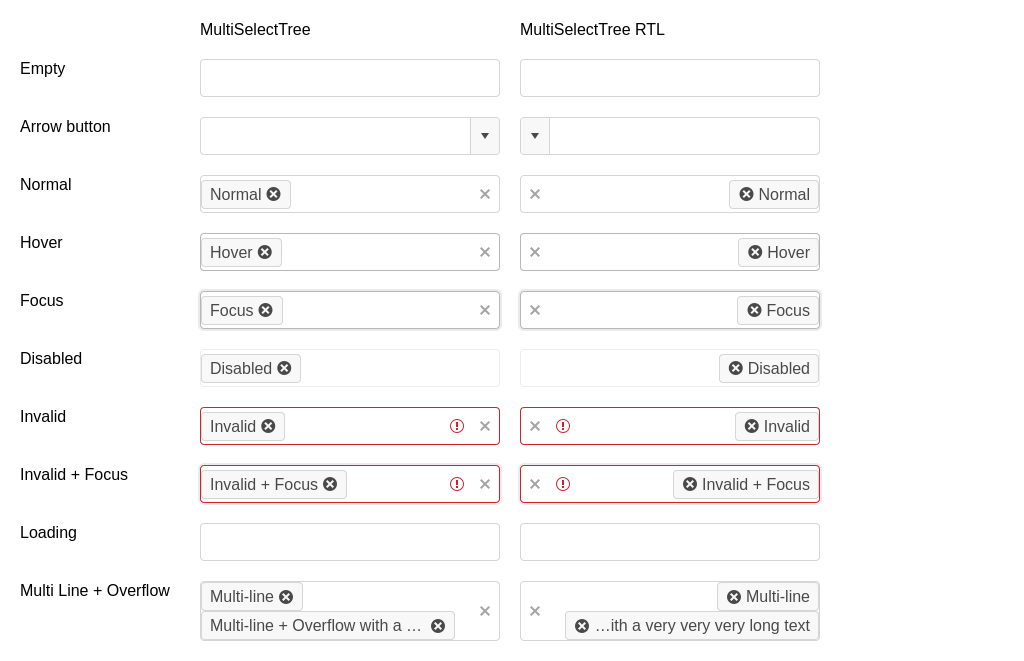 MultiSelectTree MultiSelectTree RTL
Empty
Arrow button
Normal Normal Normal
Hover Hover Hover
Focus Focus Focus
Disabled Disabled Disabled
Invalid Invalid Invalid
Invalid + Focus Invalid + Focus Invalid + Focus
Loading
Multi Line + Overflow Multi-line Multi-line
Multi-line + Overflow with a … …ith a very very very long text